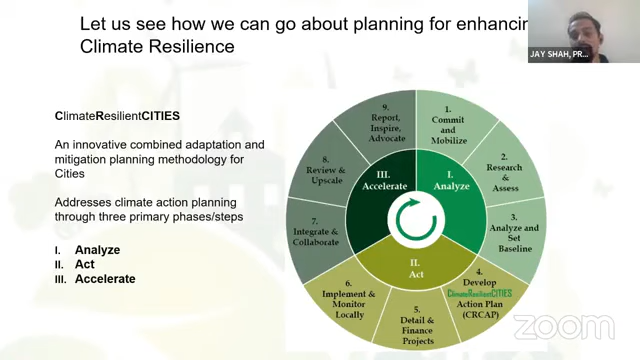 Let us see how we can go about planning for enhancin
Climate Resilience
JAY SHAH, PR...
ClimateResilientCITIES
An innovative combined adaptation and
mitigation planning methodology for
Cities
Addresses climate action planning
through three primary phases/steps
I. Analyze
II. Act
III. Accelerate
1.
Commit
and
Mobilize
2.
Research
&
Assess
3.
Analyze and
Set
Baseline
4.
Develop
ClimateResilientCITIES
Action Plan
(CRCAP)
5.
Detail &
Finance
Projects
6.
Implement &
Monitor
Locally
7.
Integrate &
Collaborate
8.
Review &
Upscale
9.
Report,
Inspire,
Advocate
I.
Analyze
II.
Act
III.
Accelerate
zoom